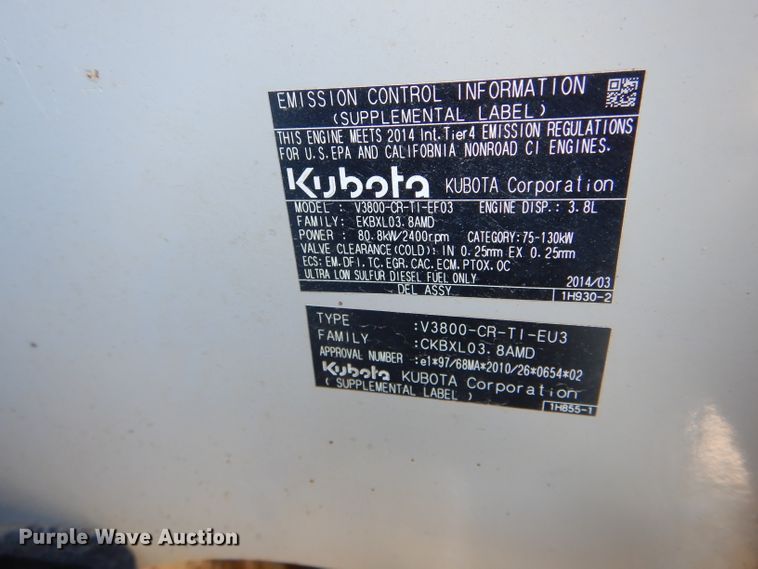 EMISSION CONTROL INFORMATION
(SUPPLEMENTAL LABEL)
THIS ENGINE MEETS 2014 Int.Tier4 EMISSION REGULATIONS
FOR U.S.EPA AND CALIFORNIA NONROAD CI ENGINES.
Kubota KUBOTA Corporation
MODEL : V3800-CR-TI-EF03 ENGINE DISP.: 3.8L
FAMILY: EKBXL03.8AMD
POWER : 80.8kW/2400rpm CATEGORY:75-130kW
VALVE CLEARANCE(COLD): IN 0.25mm EX 0.25mm
ECS: EM.DFI.TC.EGR.CAC.ECM.PTOX.OC
ULTRA LOW SULFUR DIESEL FUEL ONLY 2014/03
DEL ASSY 1H930-2
TYPE :V3800-CR-TI-EU3
FAMILY :CKBXL03.8AMD
APPROVAL NUMBER :e1*97/68MA*2010/26*0654*02
Kubota KUBOTA Corporation
(SUPPLEMENTAL LABEL) 1H855-1
Purple Wave Auction